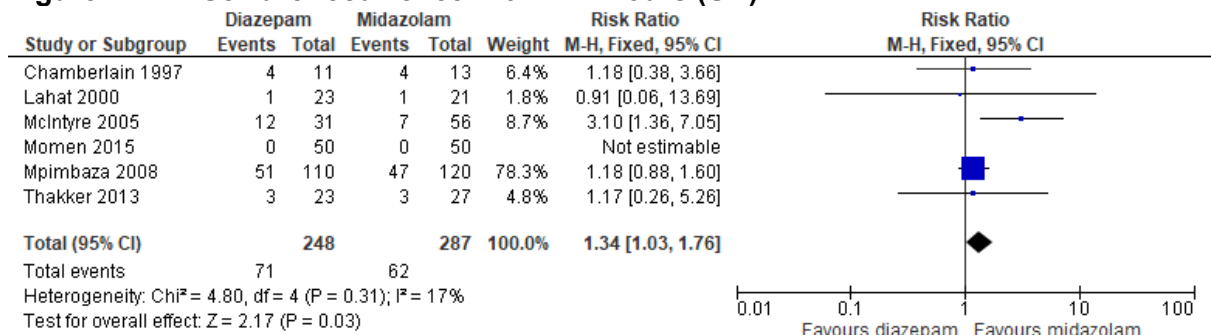 Diazepam Midazolam Risk Ratio Risk Ratio
Study or Subgroup Events Total Events Total Weight M-H, Fixed, 95% CI M-H, Fixed, 95% CI
Chamberlain 1997 4 11 4 13 6.4% 1.18 [0.38, 3.66]
Lahat 2000 1 23 1 21 1.8% 0.91 [0.06, 13.69]
McIntyre 2005 12 31 7 56 8.7% 3.10 [1.36, 7.05]
Momen 2015 0 50 0 50 Not estimable
Mpimbaza 2008 51 110 47 120 78.3% 1.18 [0.88, 1.60]
Thakker 2013 3 23 3 27 4.8% 1.17 [0.26, 5.26]
Total (95% CI) 248 287 100.0% 1.34 [1.03, 1.76]
Total events 71 62
Heterogeneity: Chi² = 4.80, df = 4 (P = 0.31); I² = 17%
Test for overall effect: Z = 2.17 (P = 0.03)
0.01 0.1 1 10 100
Favours diazepam Favours midazolam